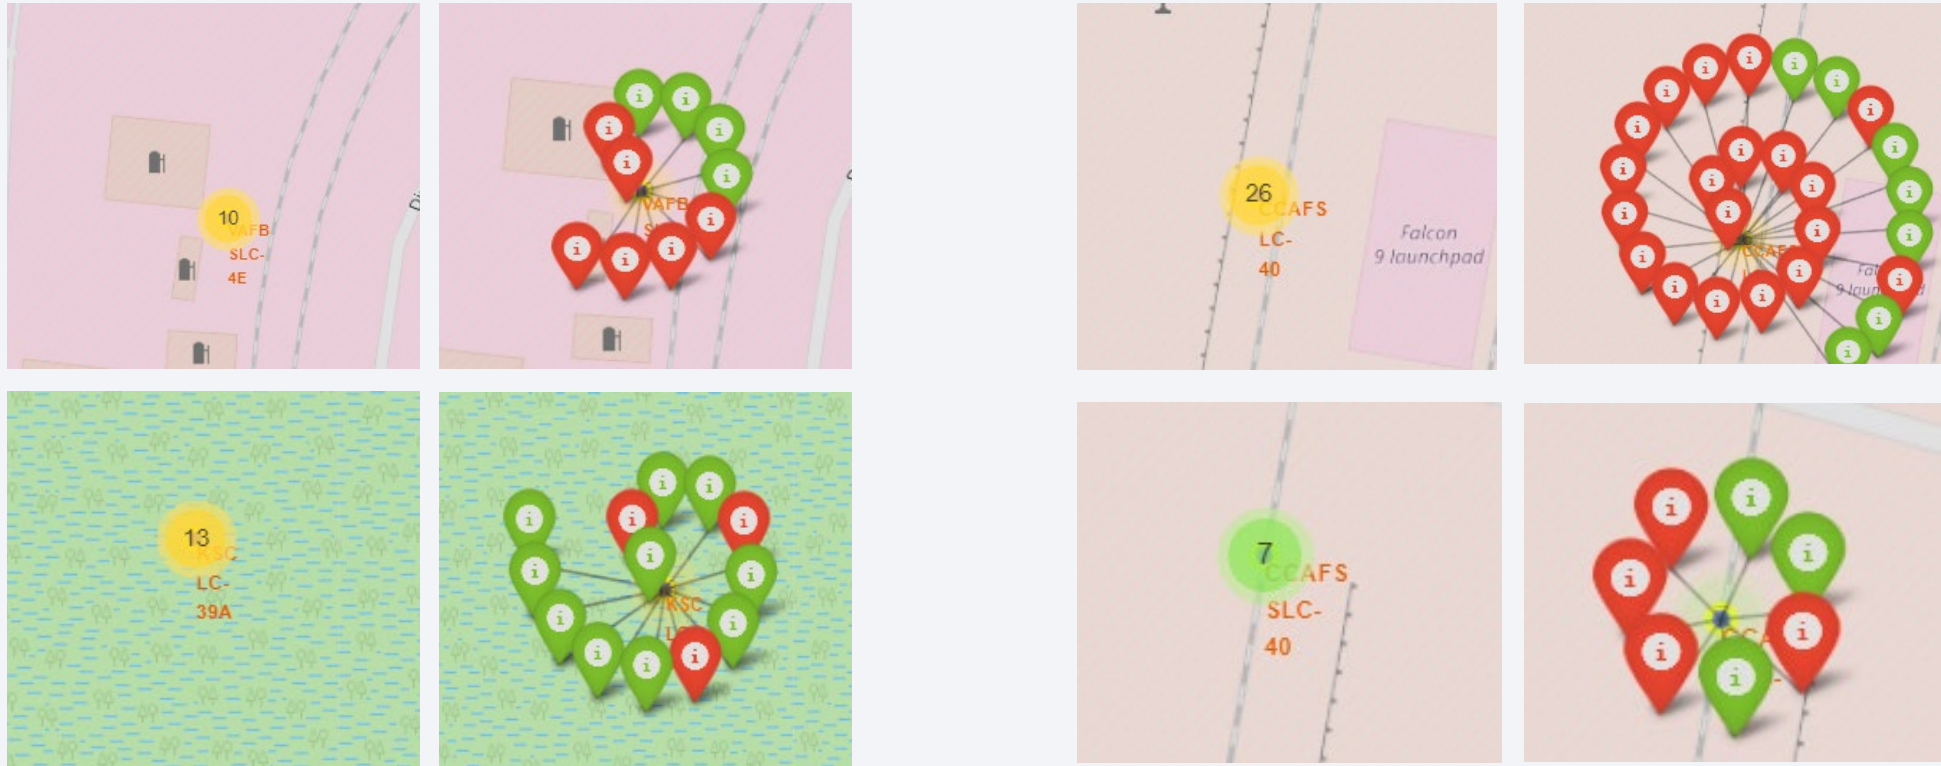 10
VAFB
SLC-
4E
VAFB
26
CCAFS
LC-
40
Falcon
9 launchpad
13
KSC
LC-
39A
KSC
7
CCAFS
SLC-
40